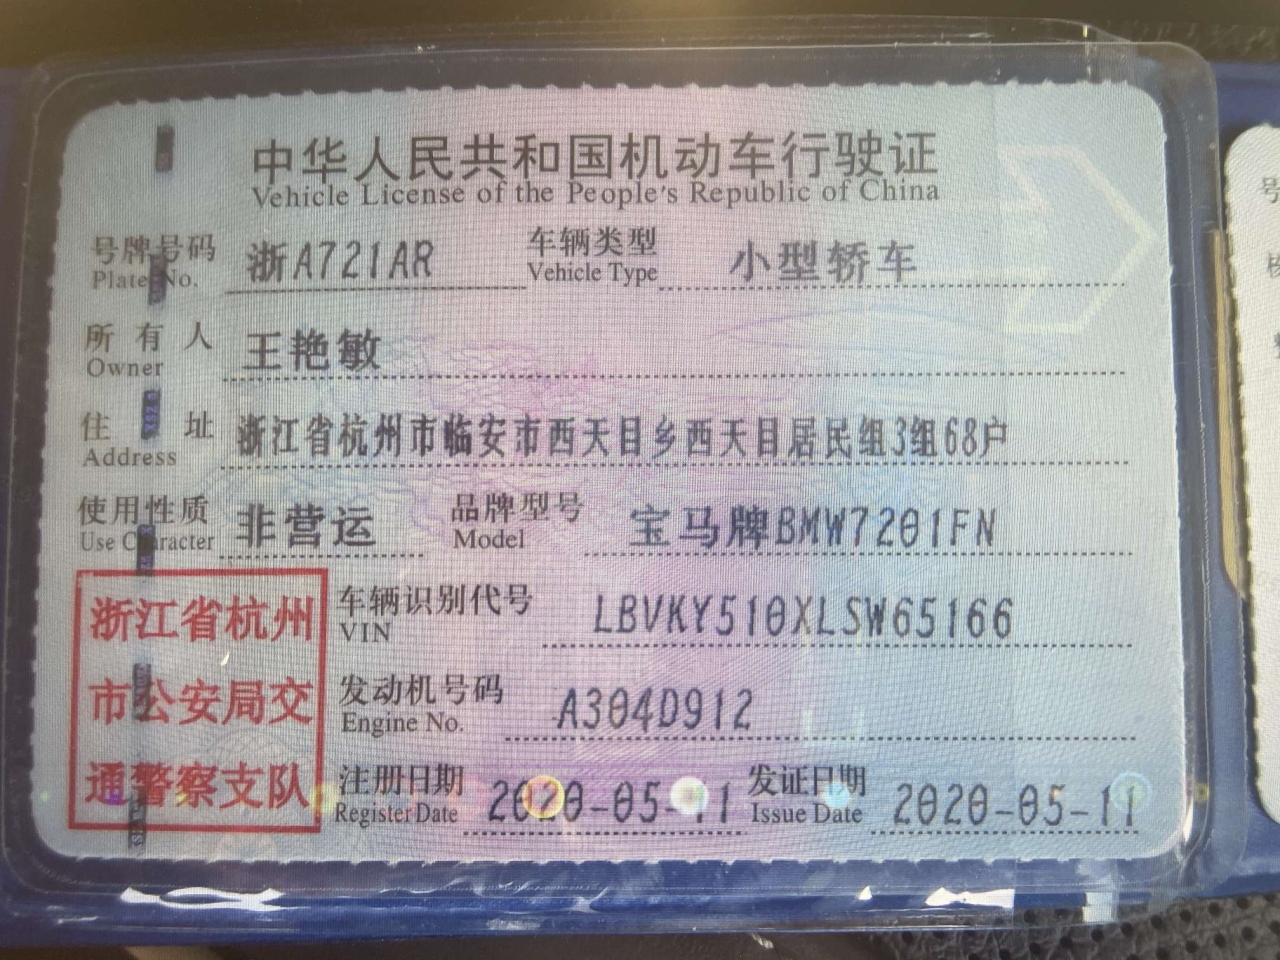 中华人民共和国机动车行驶证
Vehicle License of the People's Republic of China
号牌号码 浙A721AR 车辆类型 小型轿车
Plate No. Vehicle Type
所有人 王艳敏
Owner
住址 浙江省杭州市临安市西天目乡西天目居民组3组68户
Address
使用性质 非营运 品牌型号 宝马牌BMW7201FN
Use Character Model
浙江省杭州
市公安局交
通警察支队
车辆识别代号 LBVKY510XLSW65166
VIN
发动机号码 A304D912
Engine No.
注册日期 2020-05-11 发证日期 2020-05-11
Register Date Issue Date
号